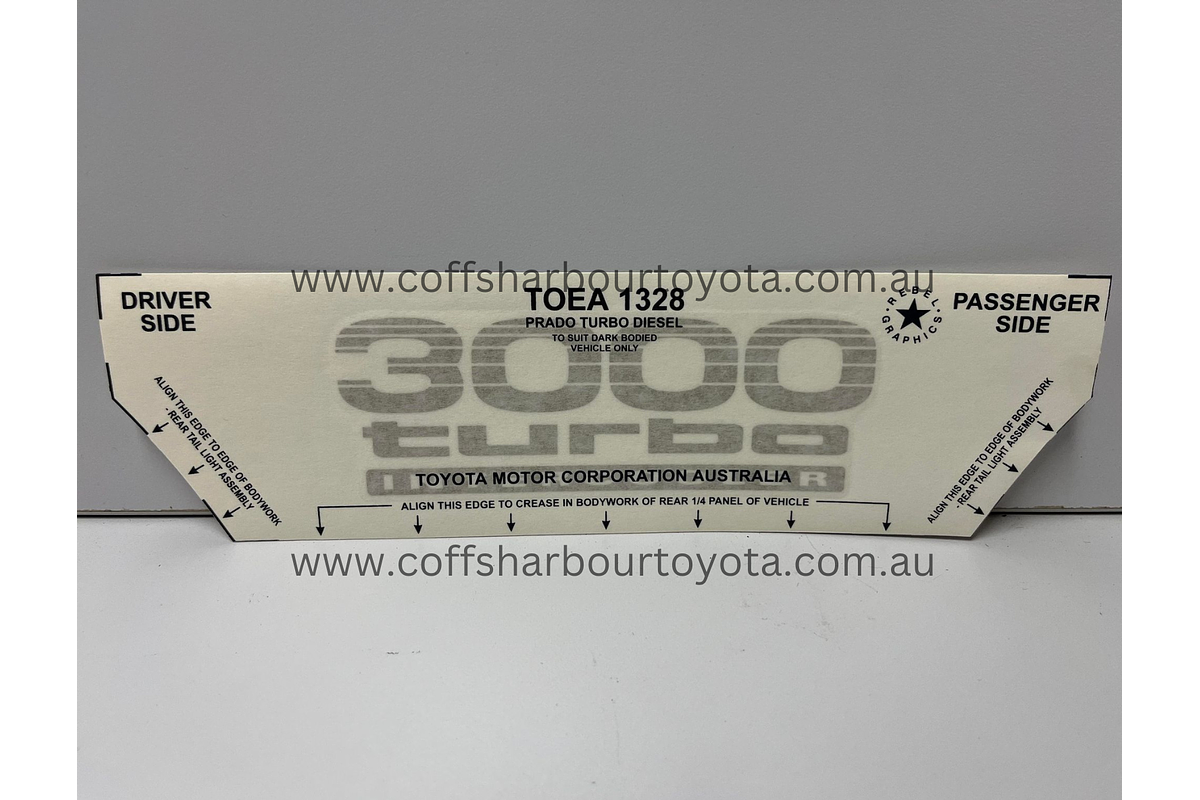 www.coffsharbourtoyota.com.au
DRIVER
SIDE
TOEA 1328
PRADO TURBO DIESEL
TO SUIT DARK BODIED
VEHICLE ONLY
REBEL
GRAPHICS
PASSENGER
SIDE
3000
turbo
ALIGN THIS EDGE TO EDGE OF BODYWORK
- REAR TAIL LIGHT ASSEMBLY
ALIGN THIS EDGE TO EDGE OF BODYWORK
- REAR TAIL LIGHT ASSEMBLY
TOYOTA MOTOR CORPORATION AUSTRALIA
ALIGN THIS EDGE TO CREASE IN BODYWORK OF REAR 1/4 PANEL OF VEHICLE
www.coffsharbourtoyota.com.au